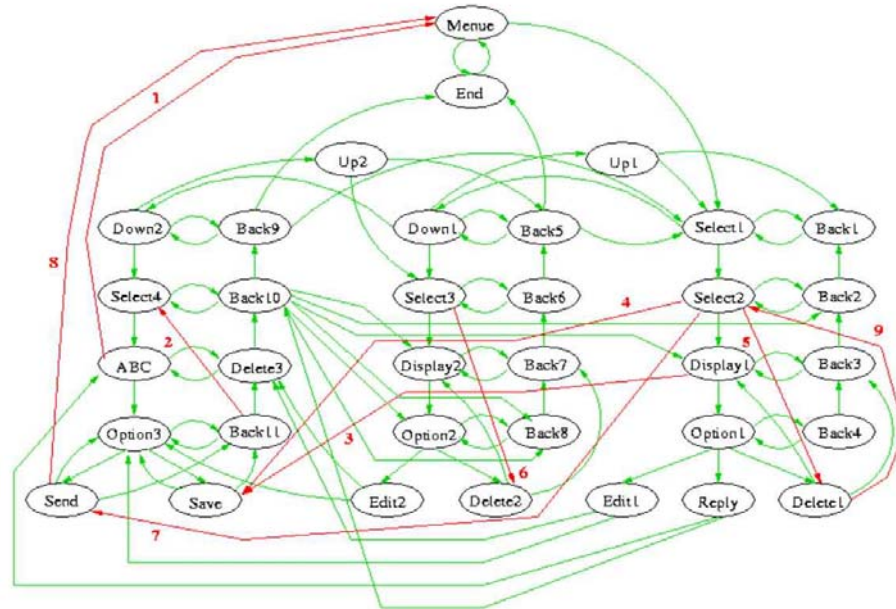 Menue
1
End
Up2
Up1
Down2
Back9
Down1
Back5
Select1
Back1
8
Select4
Back10
Select3
Back6
4
Select2
Back2
9
2
5
ABC
Delete3
Display2
Back7
Display1
Back3
Option3
Back11
3
Option2
Back8
Option1
Back4
6
Send
Save
Edit2
Delete2
Edit1
Reply
Delete1
7